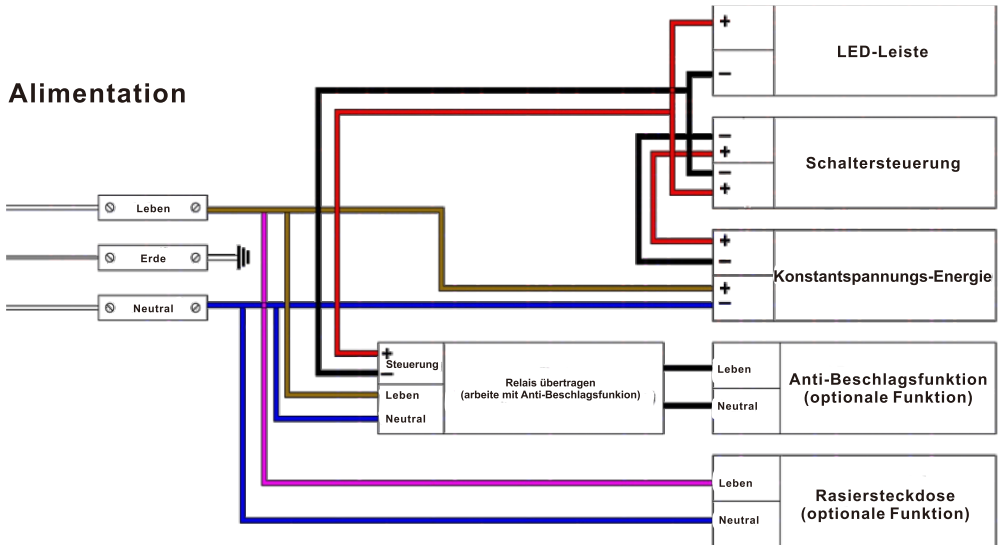 Alimentation
Leben
Erde
Neutral
+
−
LED-Leiste
−
+
−
+
Schaltersteuerung
+
−
+
−
Konstantspannungs-Energie
+
Steuerung
−
Leben
Neutral
Relais übertragen
(arbeite mit Anti-Beschlagsfunkion)
Leben
Neutral
Anti-Beschlagsfunktion
(optionale Funktion)
Leben
Neutral
Rasiersteckdose
(optionale Funktion)